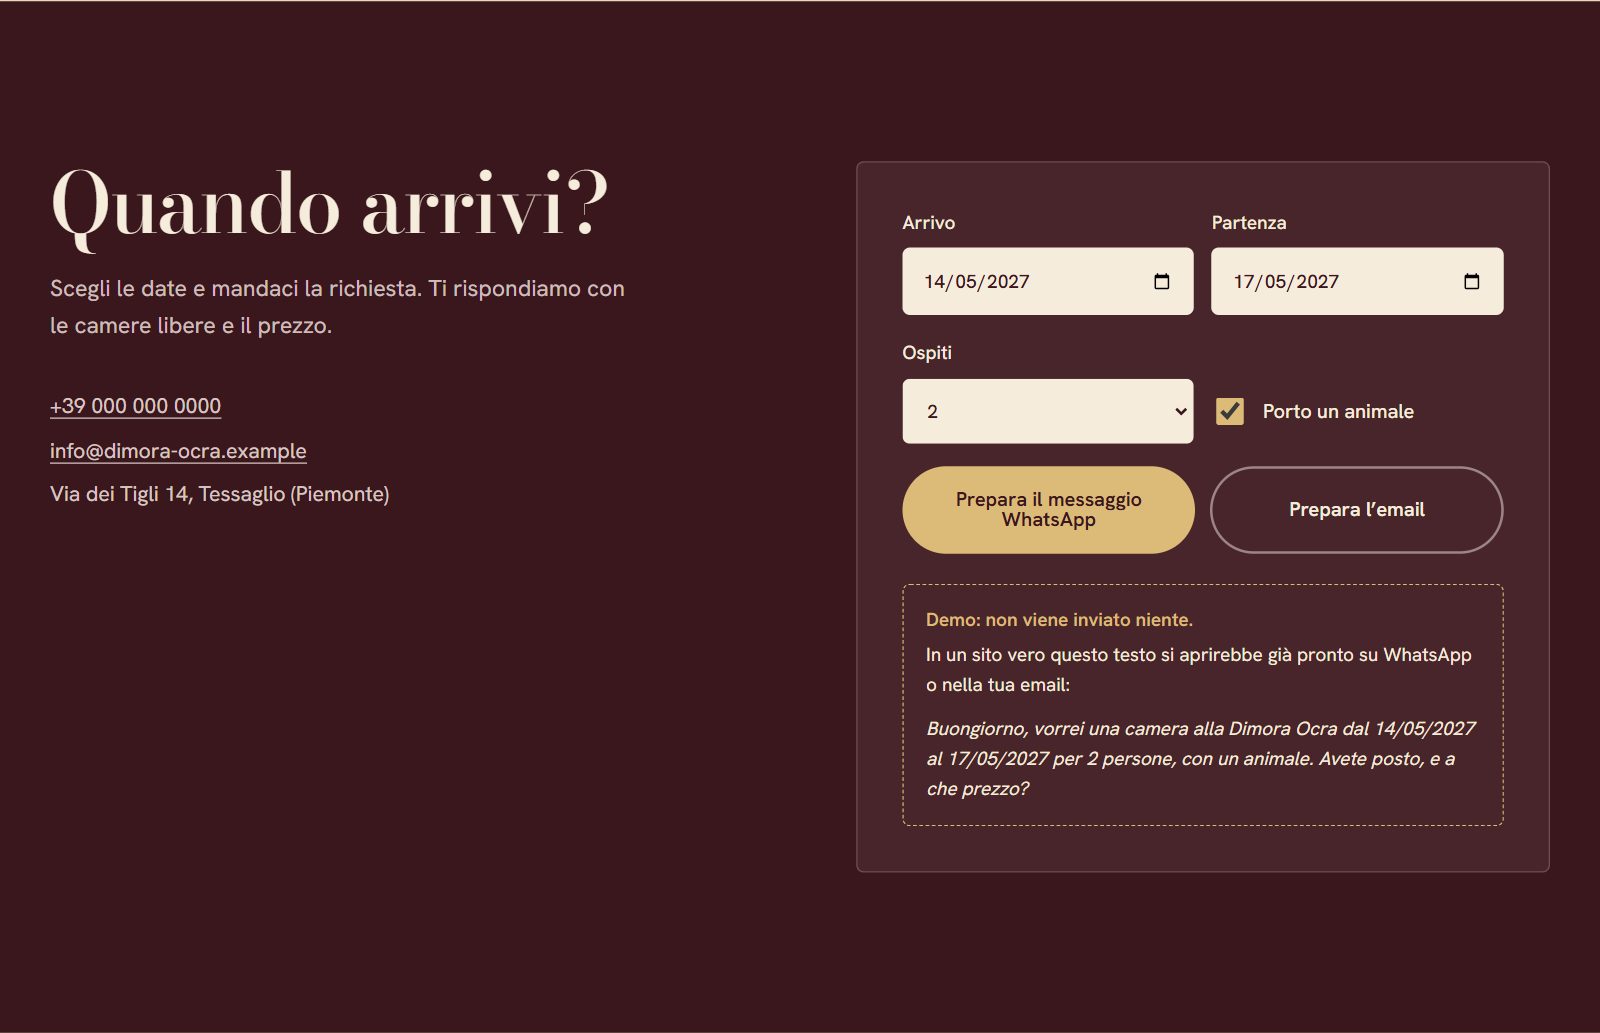 Quando arrivi?
Scegli le date e mandaci la richiesta. Ti rispondiamo con
le camere libere e il prezzo.
+39 000 000 0000
info@dimora-ocra.example
Via dei Tigli 14, Tessaglio (Piemonte)
Arrivo
Partenza
14/05/2027
17/05/2027
Ospiti
2
Porto un animale
Prepara il messaggio
WhatsApp
Prepara l’email
Demo: non viene inviato niente.
In un sito vero questo testo si aprirebbe già pronto su WhatsApp
o nella tua email:
Buongiorno, vorrei una camera alla Dimora Ocra dal 14/05/2027
al 17/05/2027 per 2 persone, con un animale. Avete posto, e a
che prezzo?